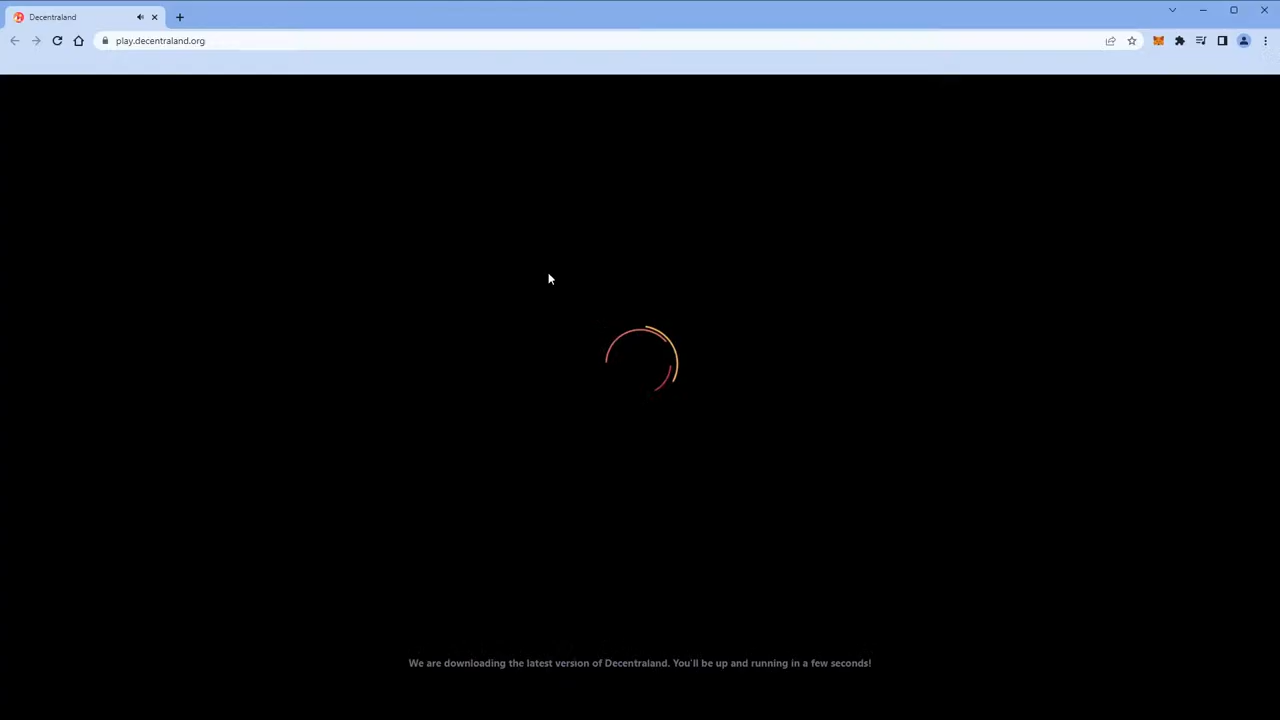 Decentraland
play.decentraland.org
We are downloading the latest version of Decentraland. You'll be up and running in a few seconds!